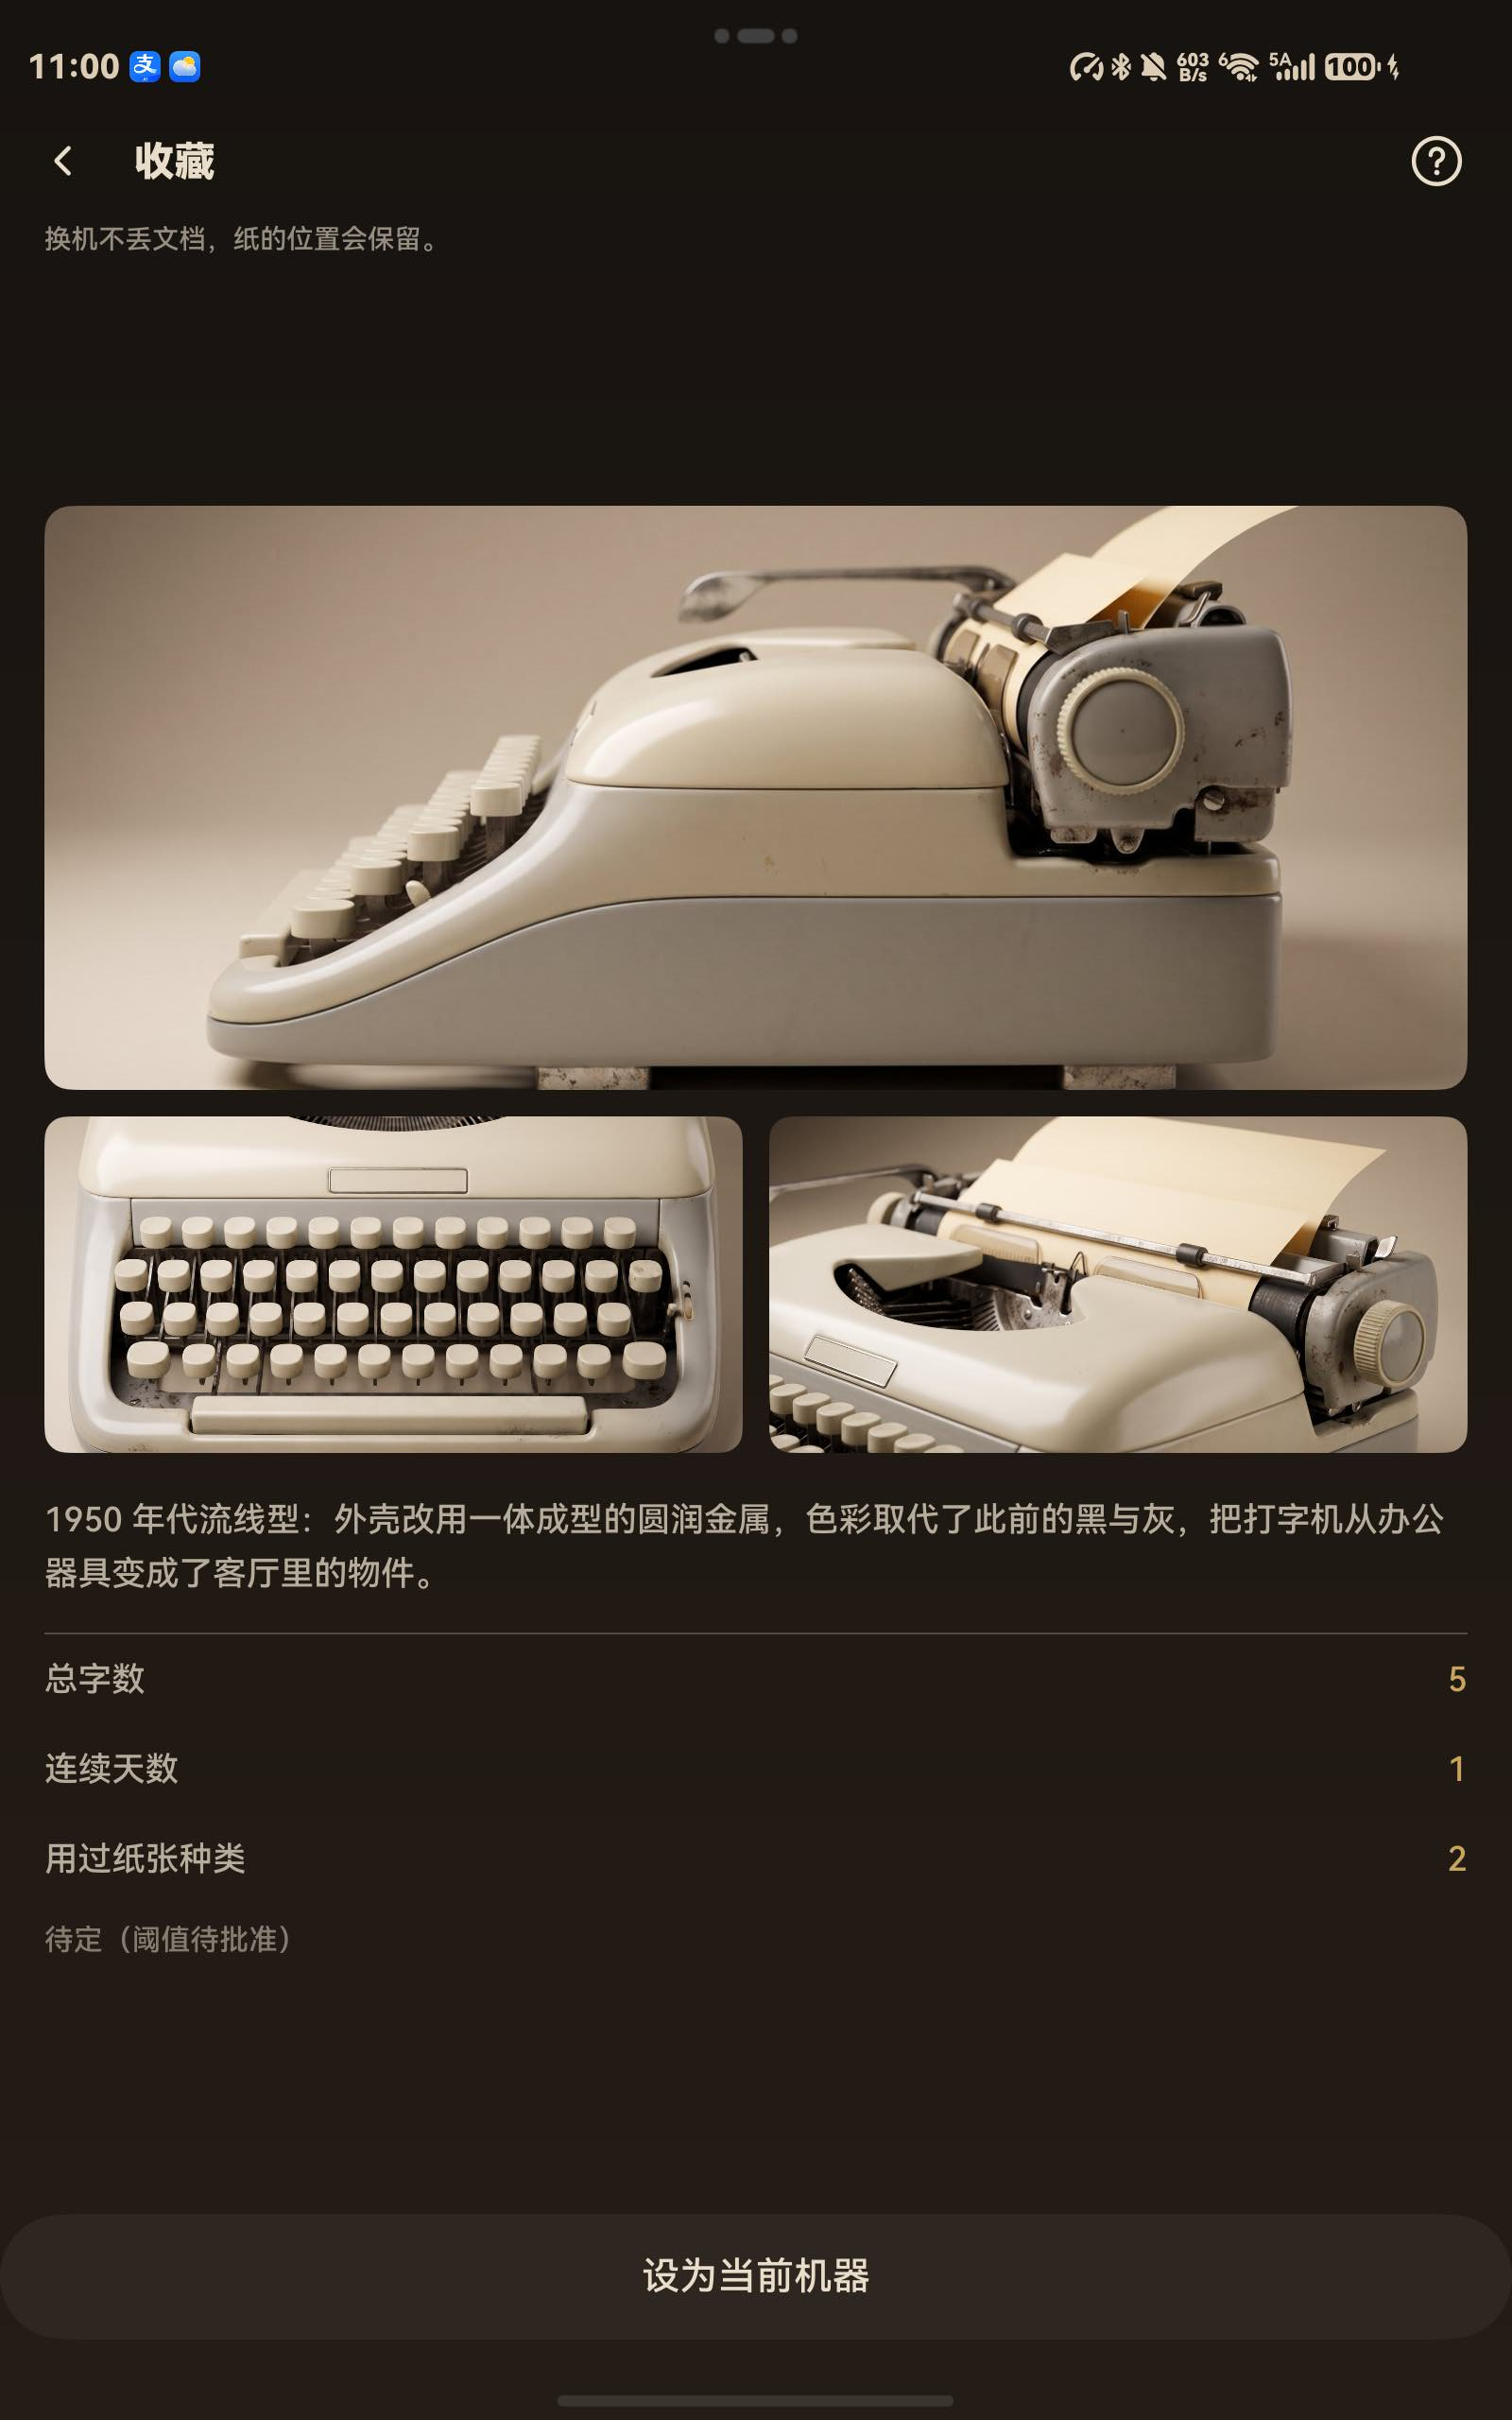 11:00
603
B/s
6
5A
100
收藏
换机不丢文档，纸的位置会保留。
1950 年代流线型：外壳改用一体成型的圆润金属，色彩取代了此前的黑与灰，把打字机从办公
器具变成了客厅里的物件。
总字数 5
连续天数 1
用过纸张种类 2
待定（阈值待批准）
设为当前机器